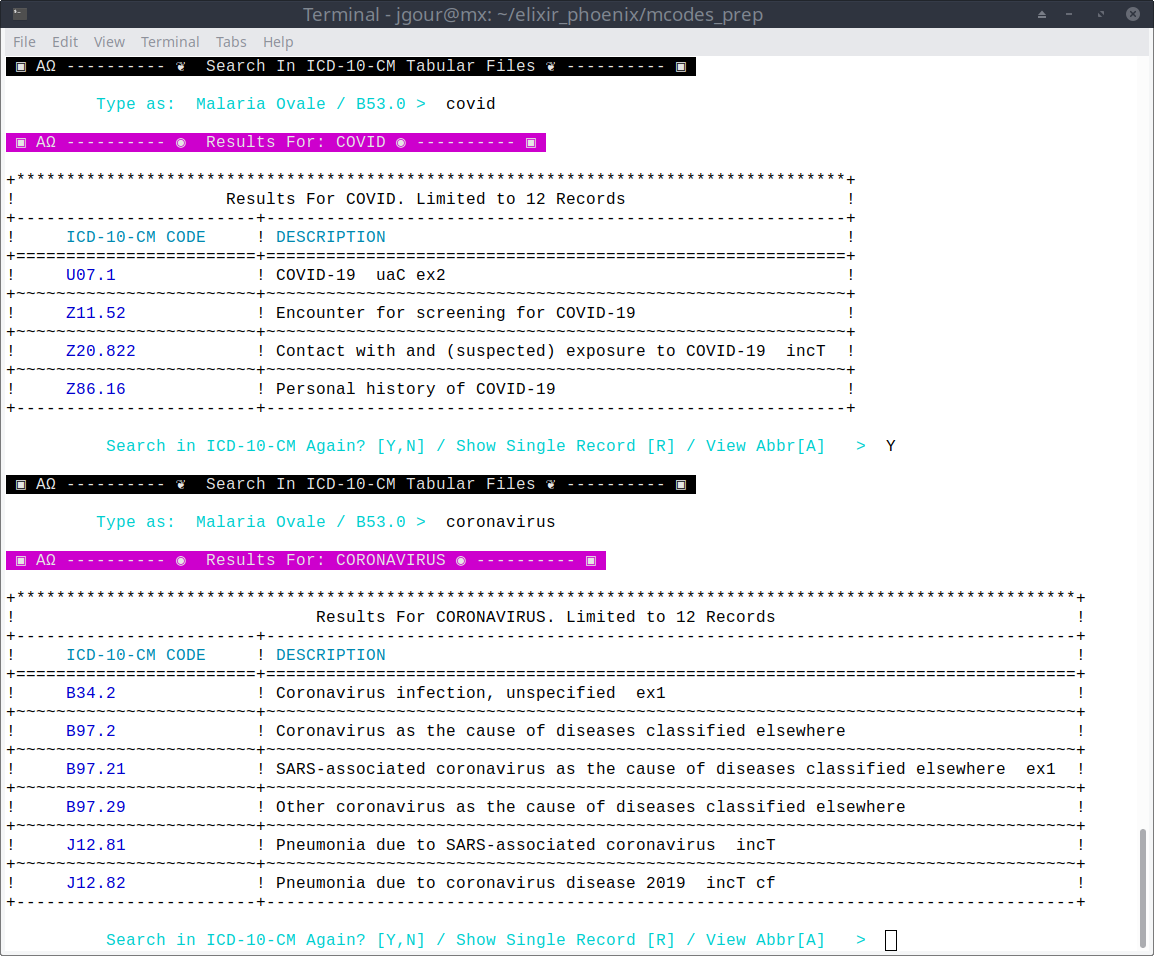 Terminal - jgour@mx: ~/elixir_phoenix/mcodes_prep
File Edit View Terminal Tabs Help
▣ ΑΩ ---------- ❦  Search In ICD-10-CM Tabular Files ❦ ---------- ▣
Type as:  Malaria Ovale / B53.0 >  covid
▣ ΑΩ ---------- ◉  Results For: COVID ◉ ---------- ▣
+***********************************************************************************+
!                     Results For COVID. Limited to 12 Records                      !
+------------------------+----------------------------------------------------------+
!     ICD-10-CM CODE     ! DESCRIPTION                                              !
+========================+==========================================================+
!     U07.1              ! COVID-19  uaC ex2                                        !
+~~~~~~~~~~~~~~~~~~~~~~~~+~~~~~~~~~~~~~~~~~~~~~~~~~~~~~~~~~~~~~~~~~~~~~~~~~~~~~~~~~~+
!     Z11.52             ! Encounter for screening for COVID-19                     !
+~~~~~~~~~~~~~~~~~~~~~~~~+~~~~~~~~~~~~~~~~~~~~~~~~~~~~~~~~~~~~~~~~~~~~~~~~~~~~~~~~~~+
!     Z20.822            ! Contact with and (suspected) exposure to COVID-19  incT  !
+~~~~~~~~~~~~~~~~~~~~~~~~+~~~~~~~~~~~~~~~~~~~~~~~~~~~~~~~~~~~~~~~~~~~~~~~~~~~~~~~~~~+
!     Z86.16             ! Personal history of COVID-19                             !
+------------------------+----------------------------------------------------------+
Search in ICD-10-CM Again? [Y,N] / Show Single Record [R] / View Abbr[A]   >  Y
▣ ΑΩ ---------- ❦  Search In ICD-10-CM Tabular Files ❦ ---------- ▣
Type as:  Malaria Ovale / B53.0 >  coronavirus
▣ ΑΩ ---------- ◉  Results For: CORONAVIRUS ◉ ---------- ▣
+**********************************************************************************************************+
!                              Results For CORONAVIRUS. Limited to 12 Records                              !
+------------------------+---------------------------------------------------------------------------------+
!     ICD-10-CM CODE     ! DESCRIPTION                                                                     !
+========================+=================================================================================+
!     B34.2              ! Coronavirus infection, unspecified  ex1                                         !
+~~~~~~~~~~~~~~~~~~~~~~~~+~~~~~~~~~~~~~~~~~~~~~~~~~~~~~~~~~~~~~~~~~~~~~~~~~~~~~~~~~~~~~~~~~~~~~~~~~~~~~~~~~+
!     B97.2              ! Coronavirus as the cause of diseases classified elsewhere                       !
+~~~~~~~~~~~~~~~~~~~~~~~~+~~~~~~~~~~~~~~~~~~~~~~~~~~~~~~~~~~~~~~~~~~~~~~~~~~~~~~~~~~~~~~~~~~~~~~~~~~~~~~~~~+
!     B97.21             ! SARS-associated coronavirus as the cause of diseases classified elsewhere  ex1  !
+~~~~~~~~~~~~~~~~~~~~~~~~+~~~~~~~~~~~~~~~~~~~~~~~~~~~~~~~~~~~~~~~~~~~~~~~~~~~~~~~~~~~~~~~~~~~~~~~~~~~~~~~~~+
!     B97.29             ! Other coronavirus as the cause of diseases classified elsewhere                 !
+~~~~~~~~~~~~~~~~~~~~~~~~+~~~~~~~~~~~~~~~~~~~~~~~~~~~~~~~~~~~~~~~~~~~~~~~~~~~~~~~~~~~~~~~~~~~~~~~~~~~~~~~~~+
!     J12.81             ! Pneumonia due to SARS-associated coronavirus  incT                              !
+~~~~~~~~~~~~~~~~~~~~~~~~+~~~~~~~~~~~~~~~~~~~~~~~~~~~~~~~~~~~~~~~~~~~~~~~~~~~~~~~~~~~~~~~~~~~~~~~~~~~~~~~~~+
!     J12.82             ! Pneumonia due to coronavirus disease 2019  incT cf                              !
+------------------------+---------------------------------------------------------------------------------+
Search in ICD-10-CM Again? [Y,N] / Show Single Record [R] / View Abbr[A]   >